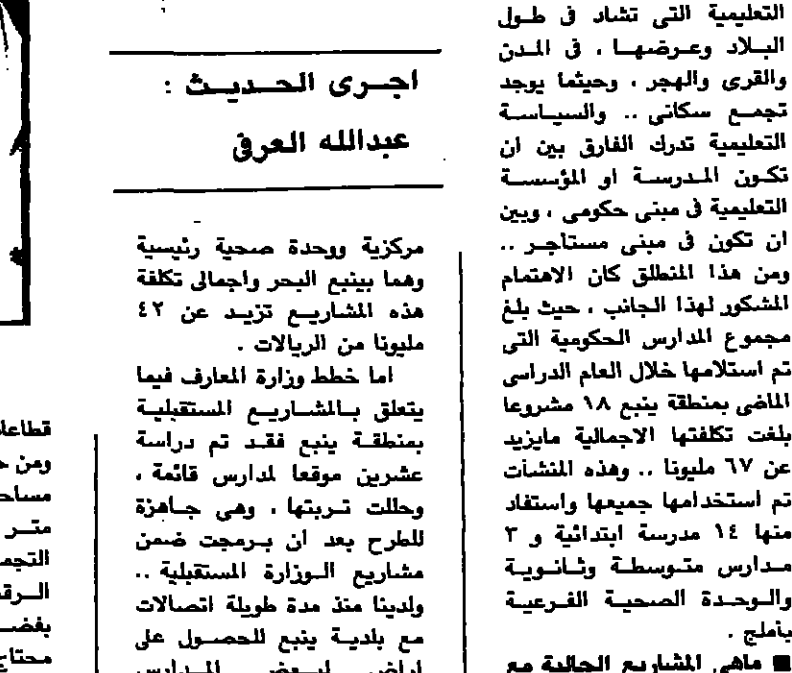 التعليمية التى تشاد فى طول
البلاد وعرضها ، فى المدن
والقرى والهجر ، وحيثما يوجد
تجمع سكانى .. والسياسة
التعليمية تدرك الفارق بين ان
تكون المدرسة او المؤسسة
التعليمية فى مبنى حكومى ، وبين
ان تكون فى مبنى مستاجر ..
ومن هذا المنطلق كان الاهتمام
المشكور لهذا الجانب ، حيث بلغ
مجموع المدارس الحكومية التى
تم استلامها خلال العام الدراسى
الماضى بمنطقة ينبع ١٨ مشروعا
بلغت تكلفتها الاجمالية مايزيد
عن ٦٧ مليونا .. وهذه المنشآت
تم استخدامها جميعها واستفاد
منها ١٤ مدرسة ابتدائية و ٣
مدارس متوسطة وثانوية
والوحدة الصحية الفرعية
بأملج .
■ ماهى المشاريع الحالية مع
اجرى الحديث :
عبدالله العرفى
مركزية ووحدة صحية رئيسية
وهما بينبع البحر واجمالى تكلفة
هذه المشاريع تزيد عن ٤٢
مليونا من الريالات .
اما خطط وزارة المعارف فيما
يتعلق بالمشاريع المستقبلية
بمنطقة ينبع فقد تم دراسة
عشرين موقعا لمدارس قائمة ،
وحللت تربتها ، وهى جاهزة
للطرح بعد ان برمجت ضمن
مشاريع الوزارة المستقبلية ..
ولدينا منذ مدة طويلة اتصالات
مع بلدية ينبع للحصول على
اراضى لبعض المدارس
ومن
متر
محتاج